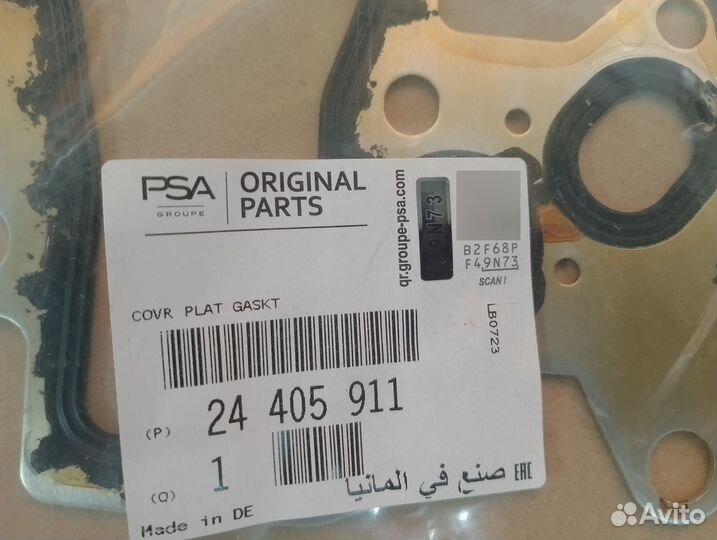 PSA
GROUPE
ORIGINAL
PARTS
qr.groupe-psa.com
9N73
B2F68P
F49N73
SCAN!
LB0723
COVR PLAT GASKT
(P) 24 405 911
(Q) 1
صنع في المانيا
EAC
Made in DE
Avito